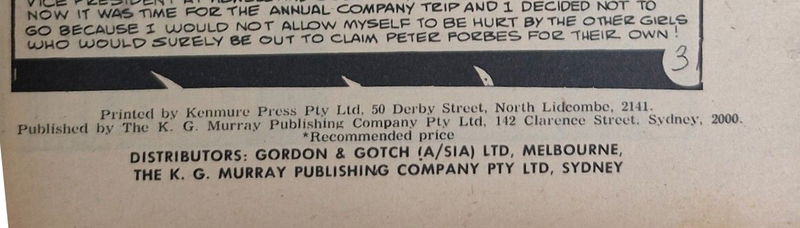 VICE PRESIDENT AT
NOW IT WAS TIME FOR THE ANNUAL COMPANY TRIP AND I DECIDED NOT TO
GO BECAUSE I WOULD NOT ALLOW MYSELF TO BE HURT BY THE OTHER GIRLS
WHO WOULD SURELY BE OUT TO CLAIM PETER FORBES FOR THEIR OWN!
3
Printed by Kenmure Press Pty Ltd, 50 Derby Street, North Lidcombe, 2141.
Published by The K. G. Murray Publishing Company Pty Ltd, 142 Clarence Street, Sydney, 2000.
*Recommended price
DISTRIBUTORS: GORDON & GOTCH (A/SIA) LTD, MELBOURNE,
THE K. G. MURRAY PUBLISHING COMPANY PTY LTD, SYDNEY